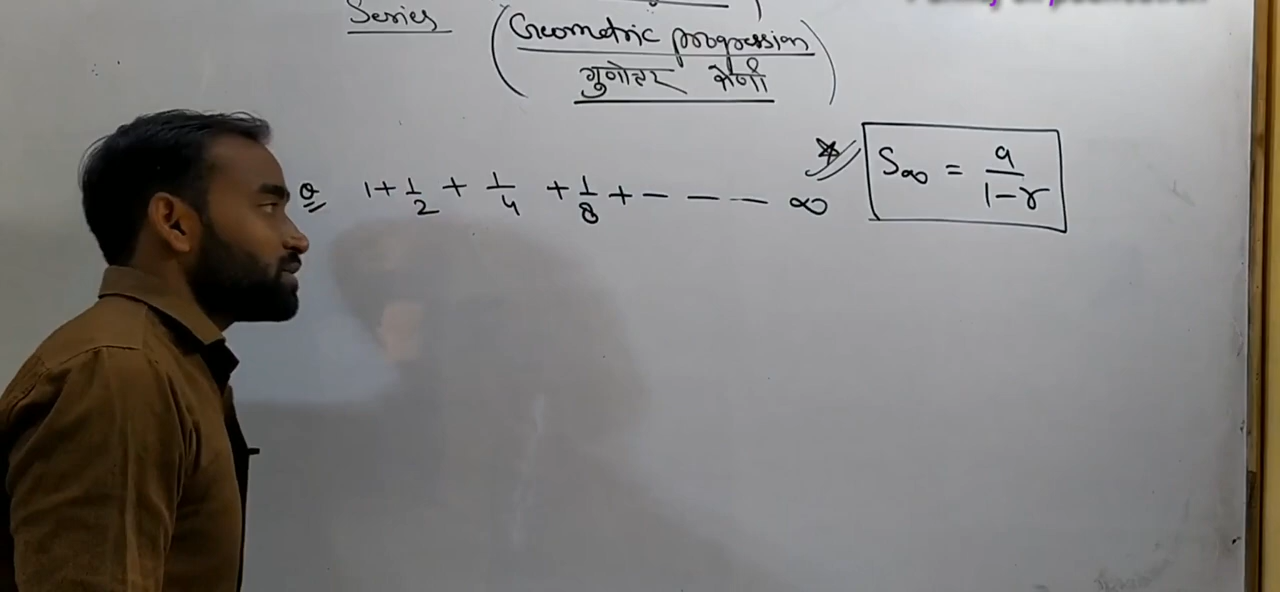 Series
(Geometric progression
गुणोत्तर श्रेणी)
Q 1 + 1/2 + 1/4 + 1/8 + - - - ∞
S∞ = a/1-r